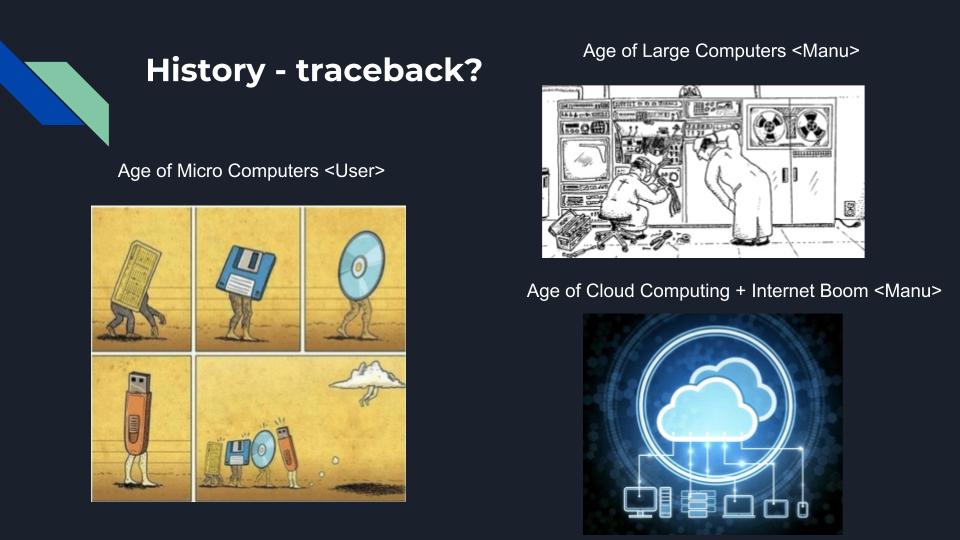 History - traceback?
Age of Micro Computers <User>
Age of Large Computers <Manu>
Age of Cloud Computing + Internet Boom <Manu>